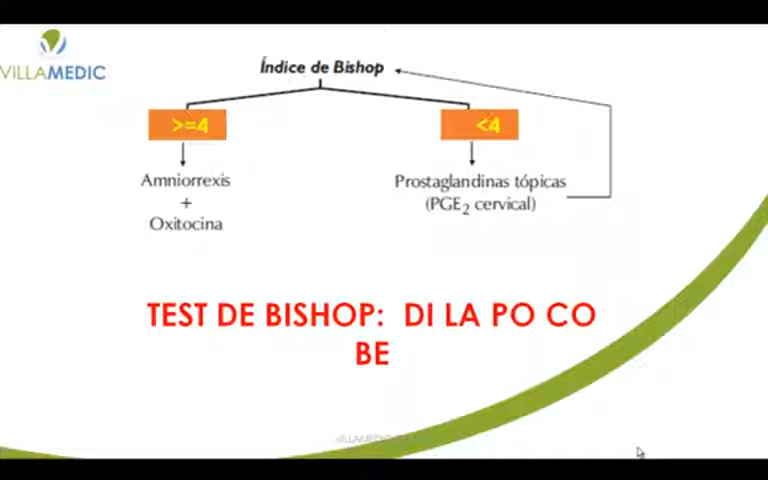 VILLAMEDIC
Índice de Bishop
>=4
<4
Amniorrexis
+
Oxitocina
Prostaglandinas tópicas
(PGE2 cervical)
TEST DE BISHOP: DI LA PO CO
BE